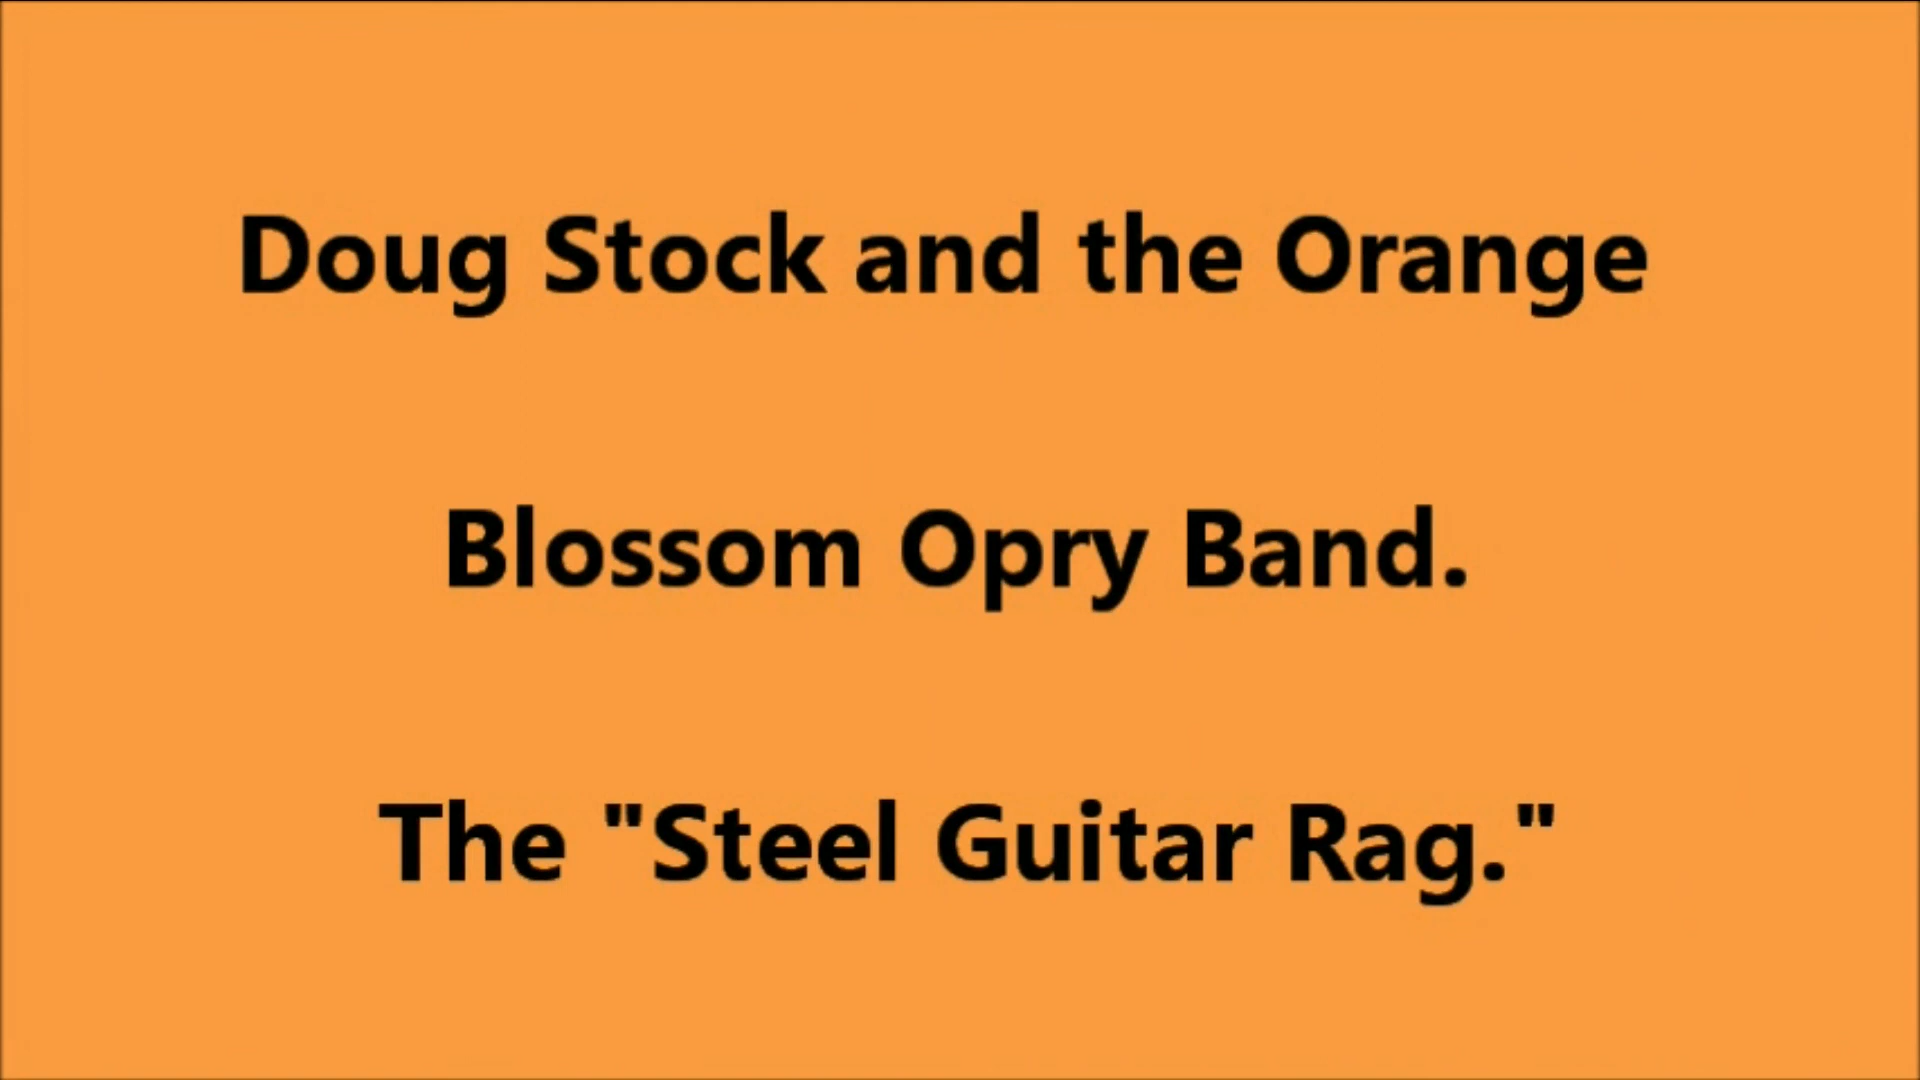 Doug Stock and the Orange
Blossom Opry Band.
The "Steel Guitar Rag."